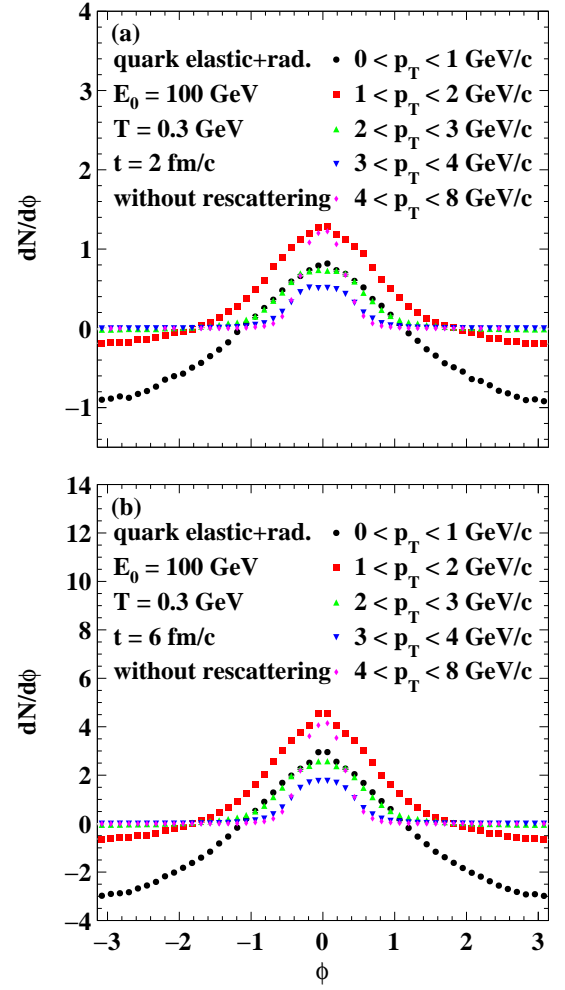 4
(a)
quark elastic+rad. 0 < p_T < 1 GeV/c
E_0 = 100 GeV 1 < p_T < 2 GeV/c
3
T = 0.3 GeV 2 < p_T < 3 GeV/c
t = 2 fm/c 3 < p_T < 4 GeV/c
2
without rescattering 4 < p_T < 8 GeV/c
1
0
−1
dN/dϕ
14
(b)
quark elastic+rad. 0 < p_T < 1 GeV/c
12
E_0 = 100 GeV 1 < p_T < 2 GeV/c
10
T = 0.3 GeV 2 < p_T < 3 GeV/c
8
t = 6 fm/c 3 < p_T < 4 GeV/c
6
without rescattering 4 < p_T < 8 GeV/c
4
2
0
−2
−4
dN/dϕ
−3 −2 −1 0 1 2 3
ϕ